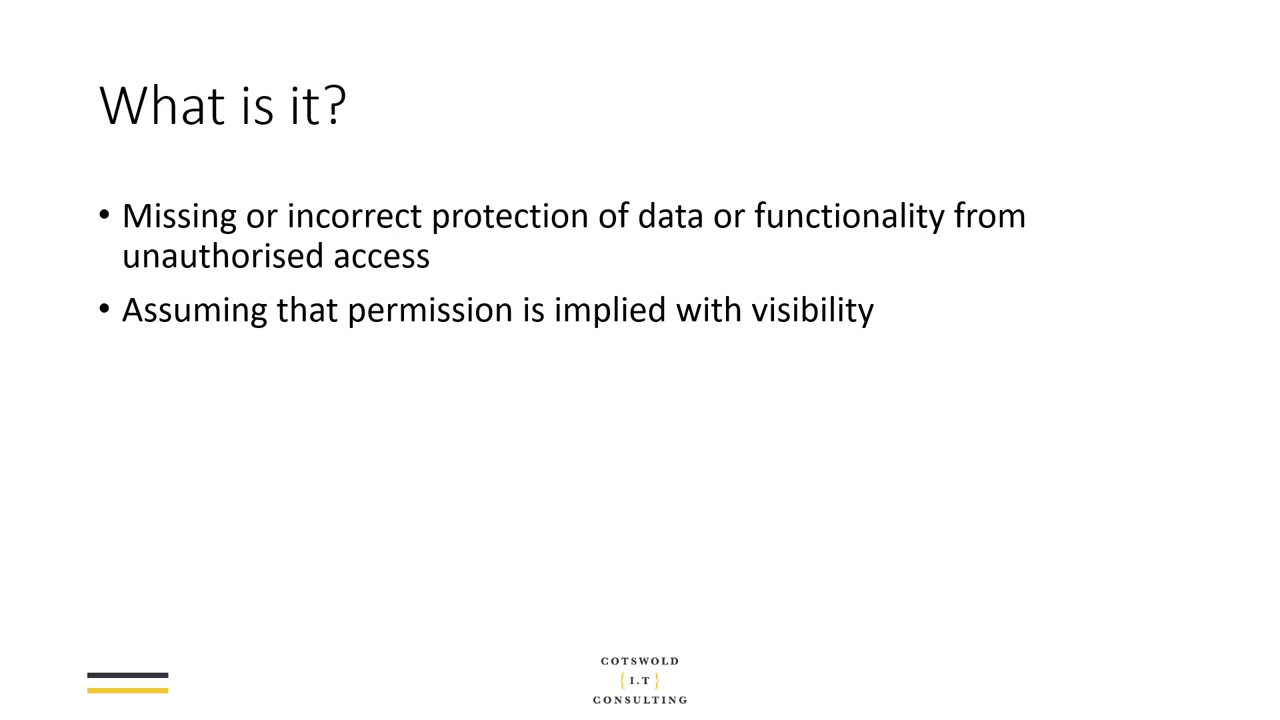 What is it?
• Missing or incorrect protection of data or functionality from
unauthorised access
• Assuming that permission is implied with visibility
COTSWOLD
{ I.T }
CONSULTING